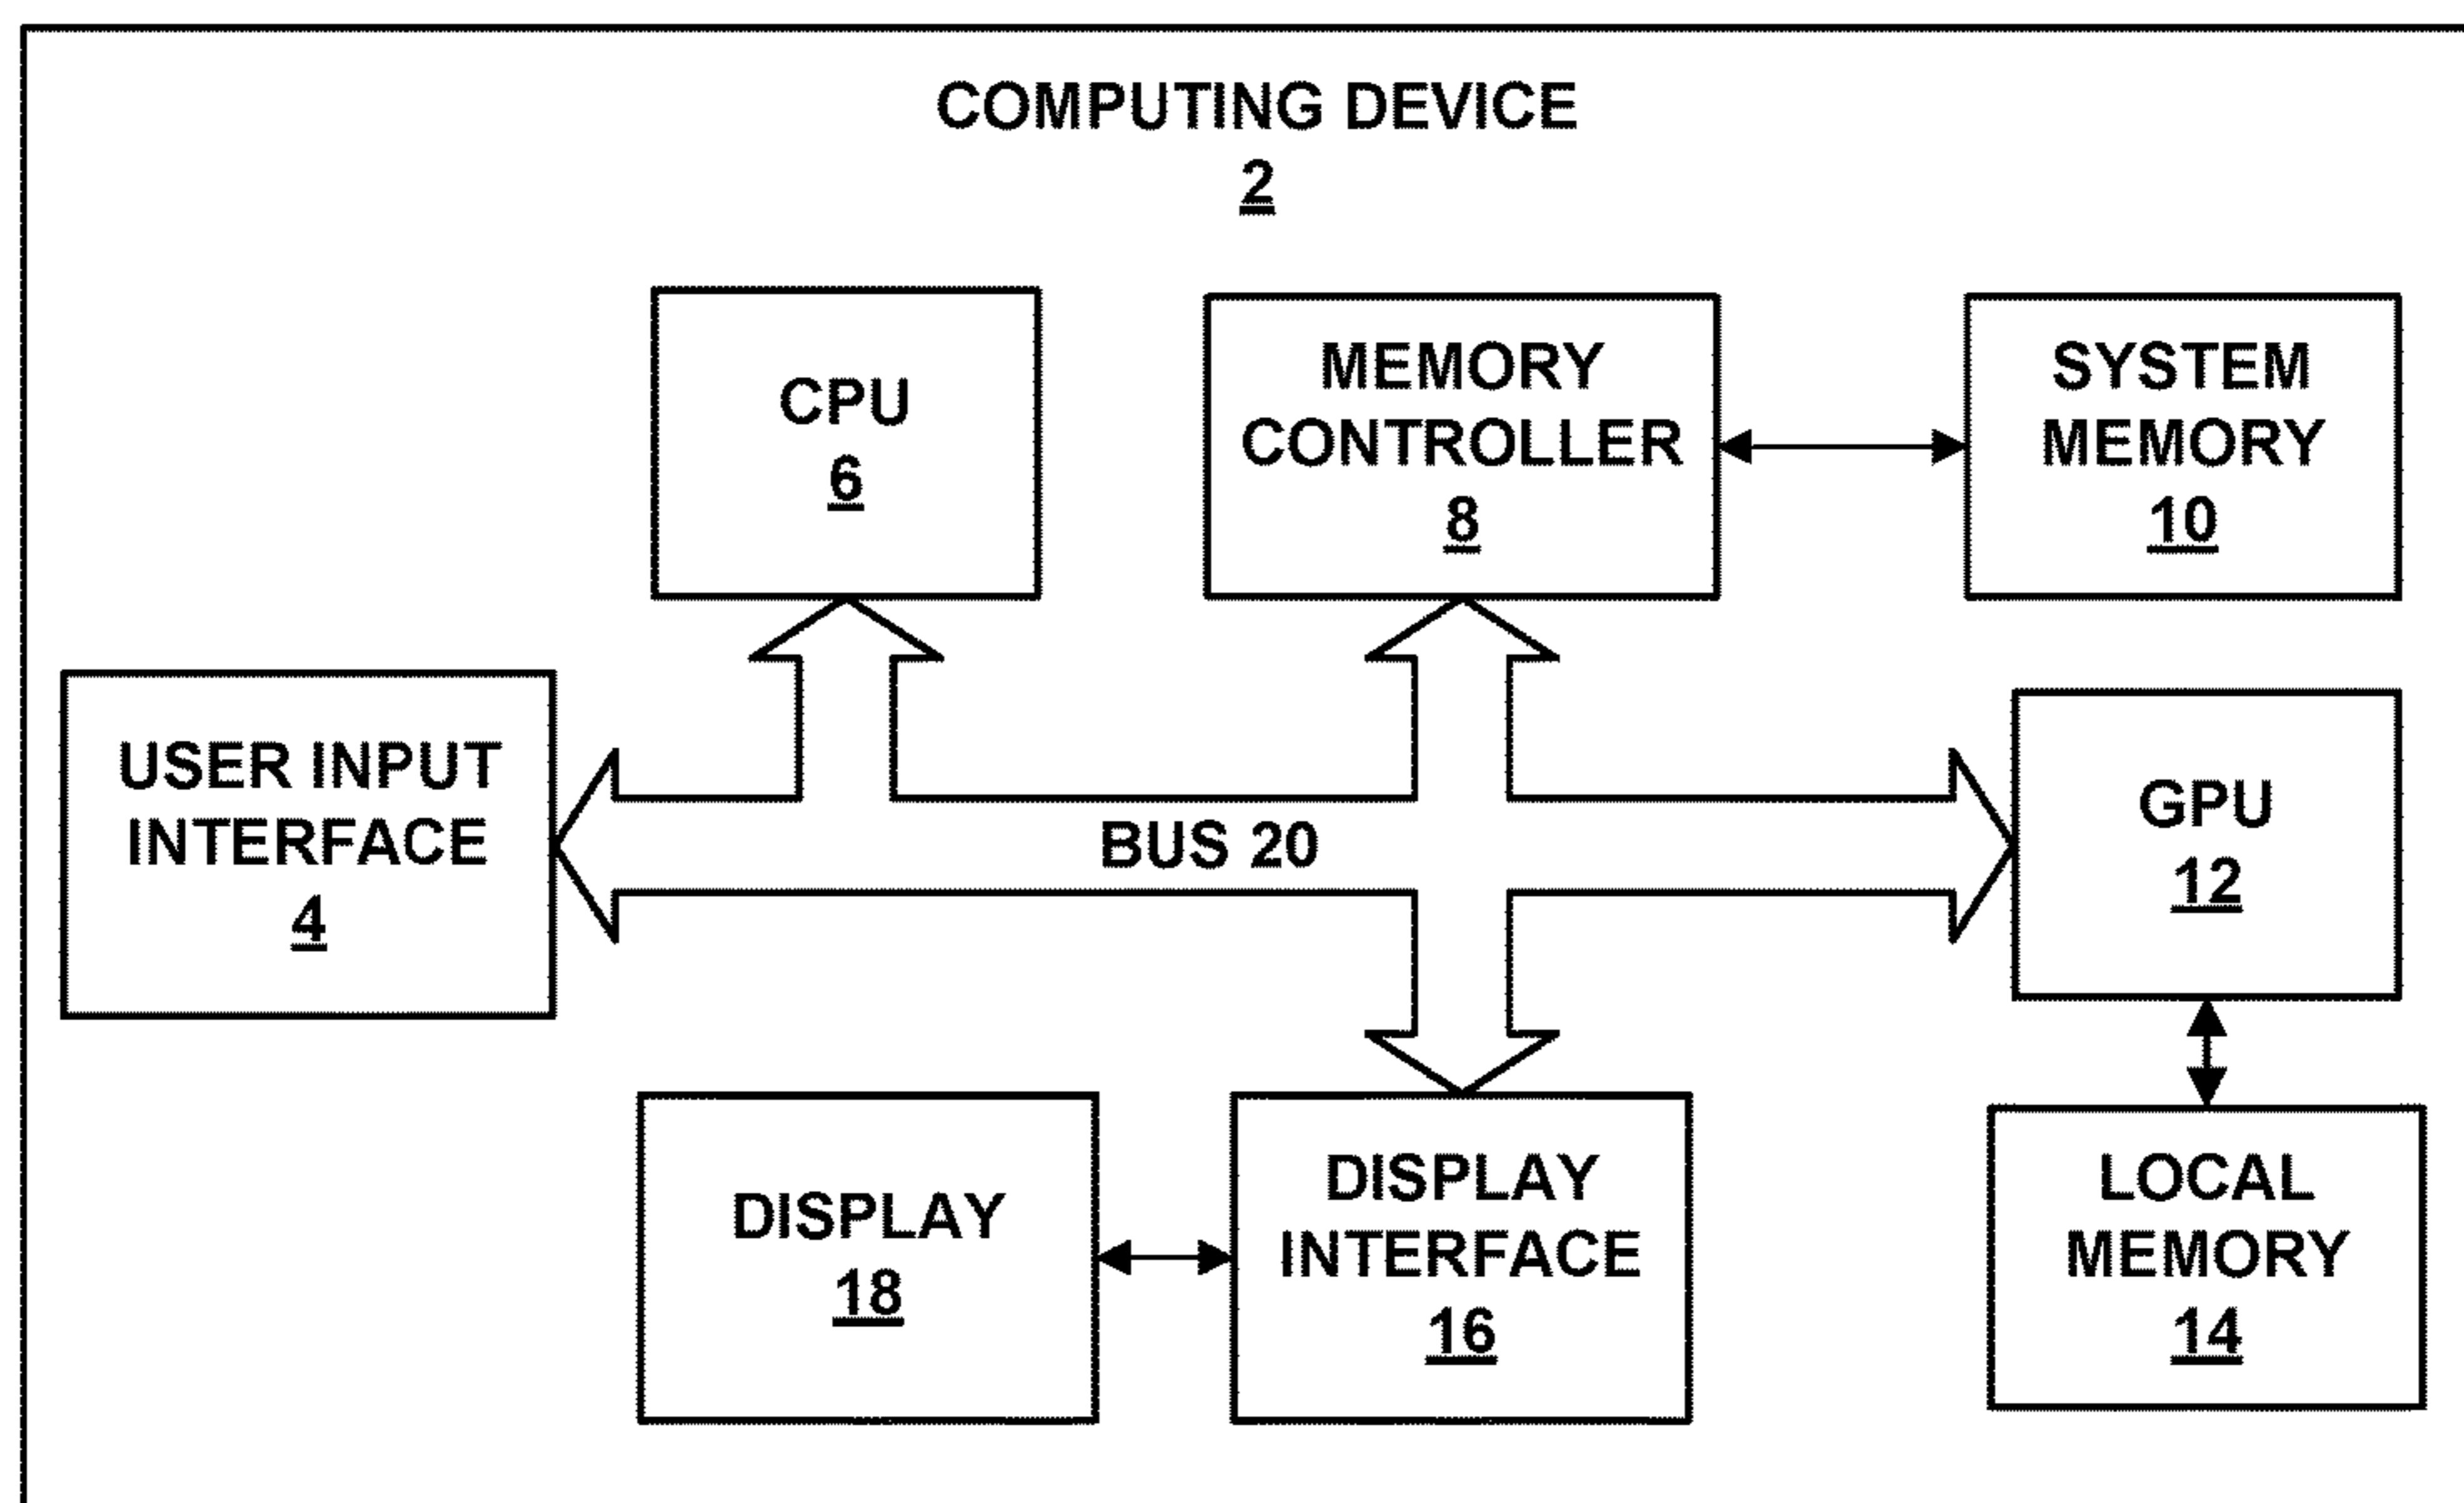 COMPUTING DEVICE
2
CPU
6
MEMORY
CONTROLLER
8
SYSTEM
MEMORY
10
USER INPUT
INTERFACE
4
BUS 20
GPU
12
DISPLAY
18
DISPLAY
INTERFACE
16
LOCAL
MEMORY
14